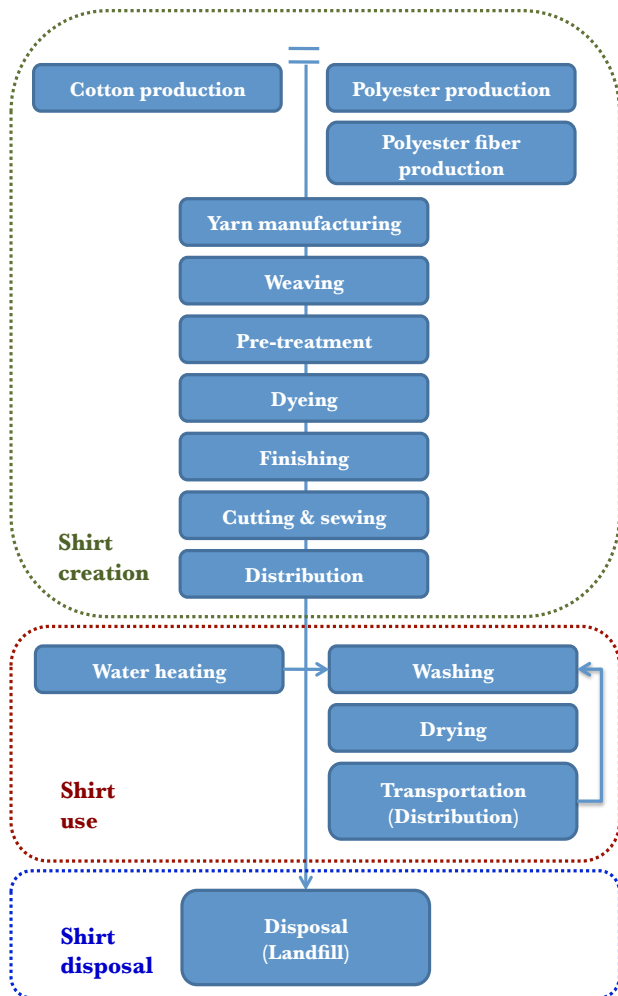 Cotton production
Polyester production
Polyester fiber
production
Yarn manufacturing
Weaving
Pre-treatment
Dyeing
Finishing
Cutting & sewing
Shirt
creation
Distribution
Water heating
Washing
Drying
Transportation
(Distribution)
Shirt
use
Disposal
(Landfill)
Shirt
disposal